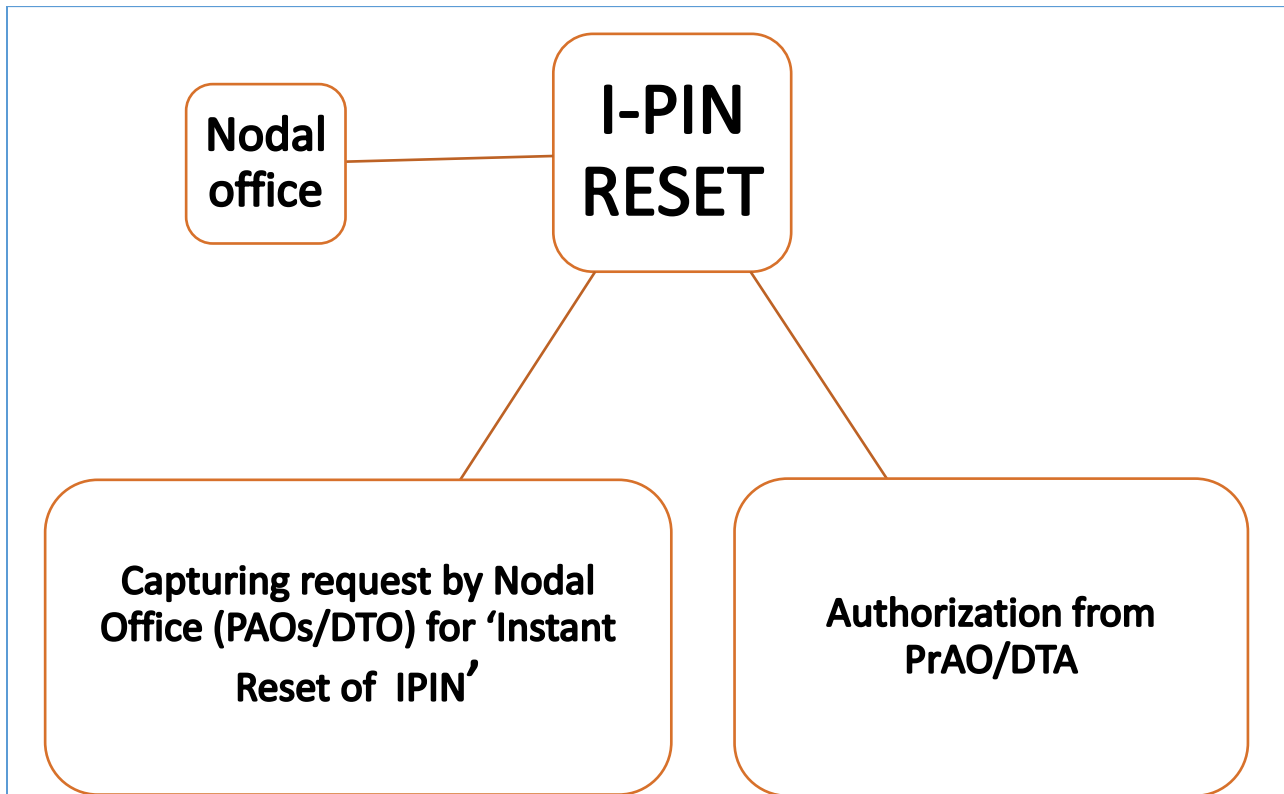 Nodal
office
I-PIN
RESET
Capturing request by Nodal
Office (PAOs/DTO) for ‘Instant
Reset of  IPIN’
Authorization from
PrAO/DTA